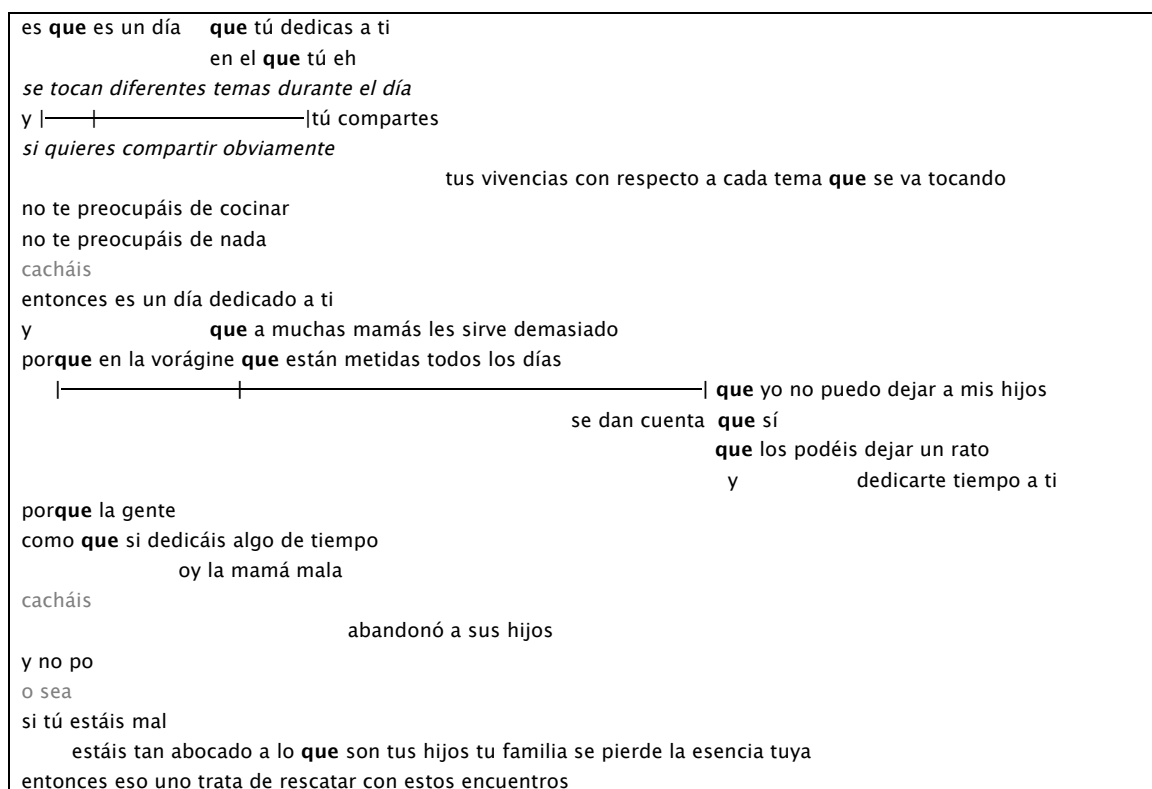 es que es un día que tú dedicas a ti
en el que tú eh
se tocan diferentes temas durante el día
y tú compartes
si quieres compartir obviamente
tus vivencias con respecto a cada tema que se va tocando
no te preocupáis de cocinar
no te preocupáis de nada
cacháis
entonces es un día dedicado a ti
y que a muchas mamás les sirve demasiado
porque en la vorágine que están metidas todos los días
que yo no puedo dejar a mis hijos
se dan cuenta que sí
que los podéis dejar un rato
y dedicarte tiempo a ti
porque la gente
como que si dedicáis algo de tiempo
oy la mamá mala
cacháis
abandonó a sus hijos
y no po
o sea
si tú estáis mal
estáis tan abocado a lo que son tus hijos tu familia se pierde la esencia tuya
entonces eso uno trata de rescatar con estos encuentros